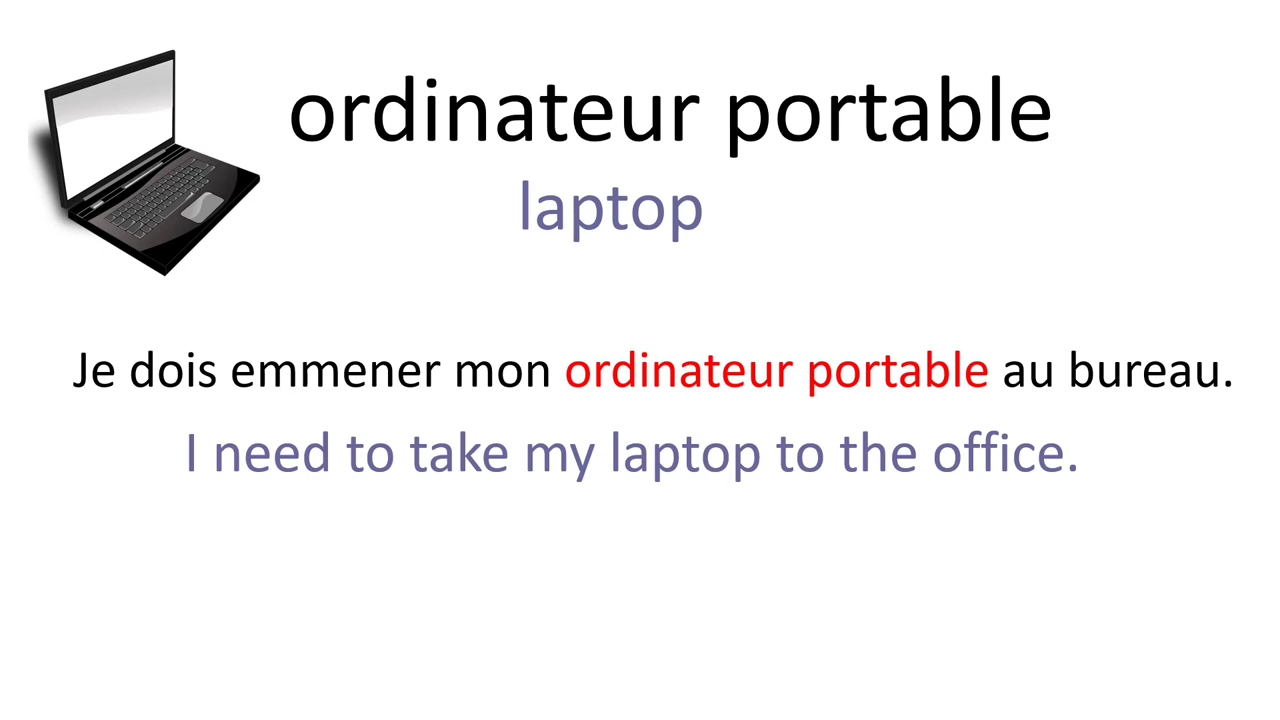 ordinateur portable
laptop
Je dois emmener mon ordinateur portable au bureau.
I need to take my laptop to the office.